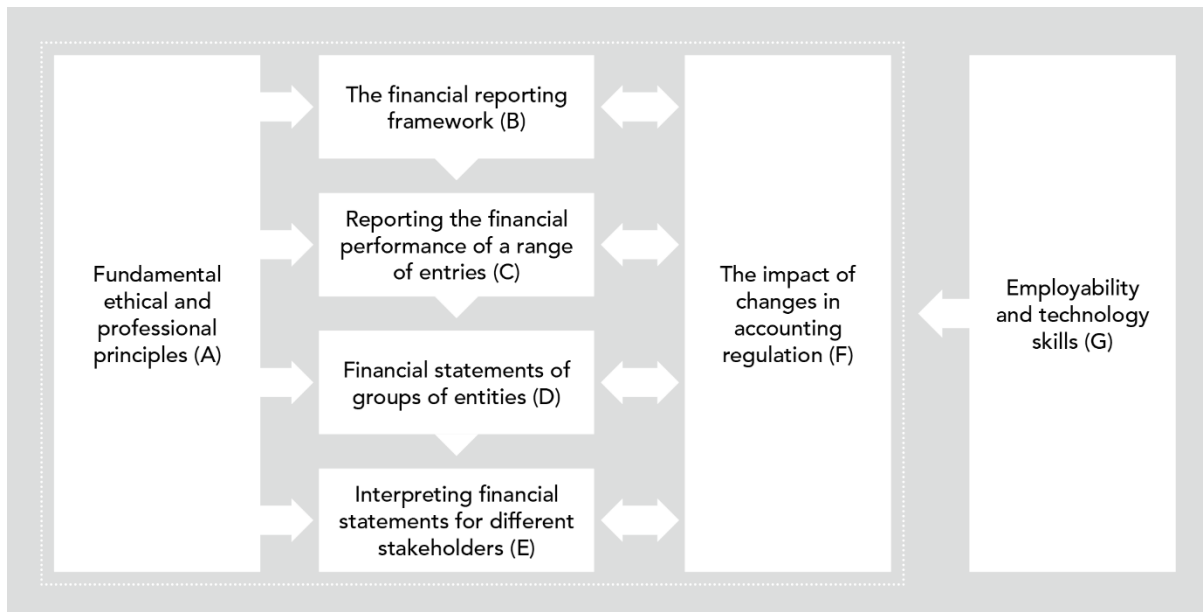 Fundamental
ethical and
professional
principles (A)
The financial reporting
framework (B)
Reporting the financial
performance of a range
of entries (C)
Financial statements of
groups of entities (D)
Interpreting financial
statements for different
stakeholders (E)
The impact of
changes in
accounting
regulation (F)
Employability
and technology
skills (G)